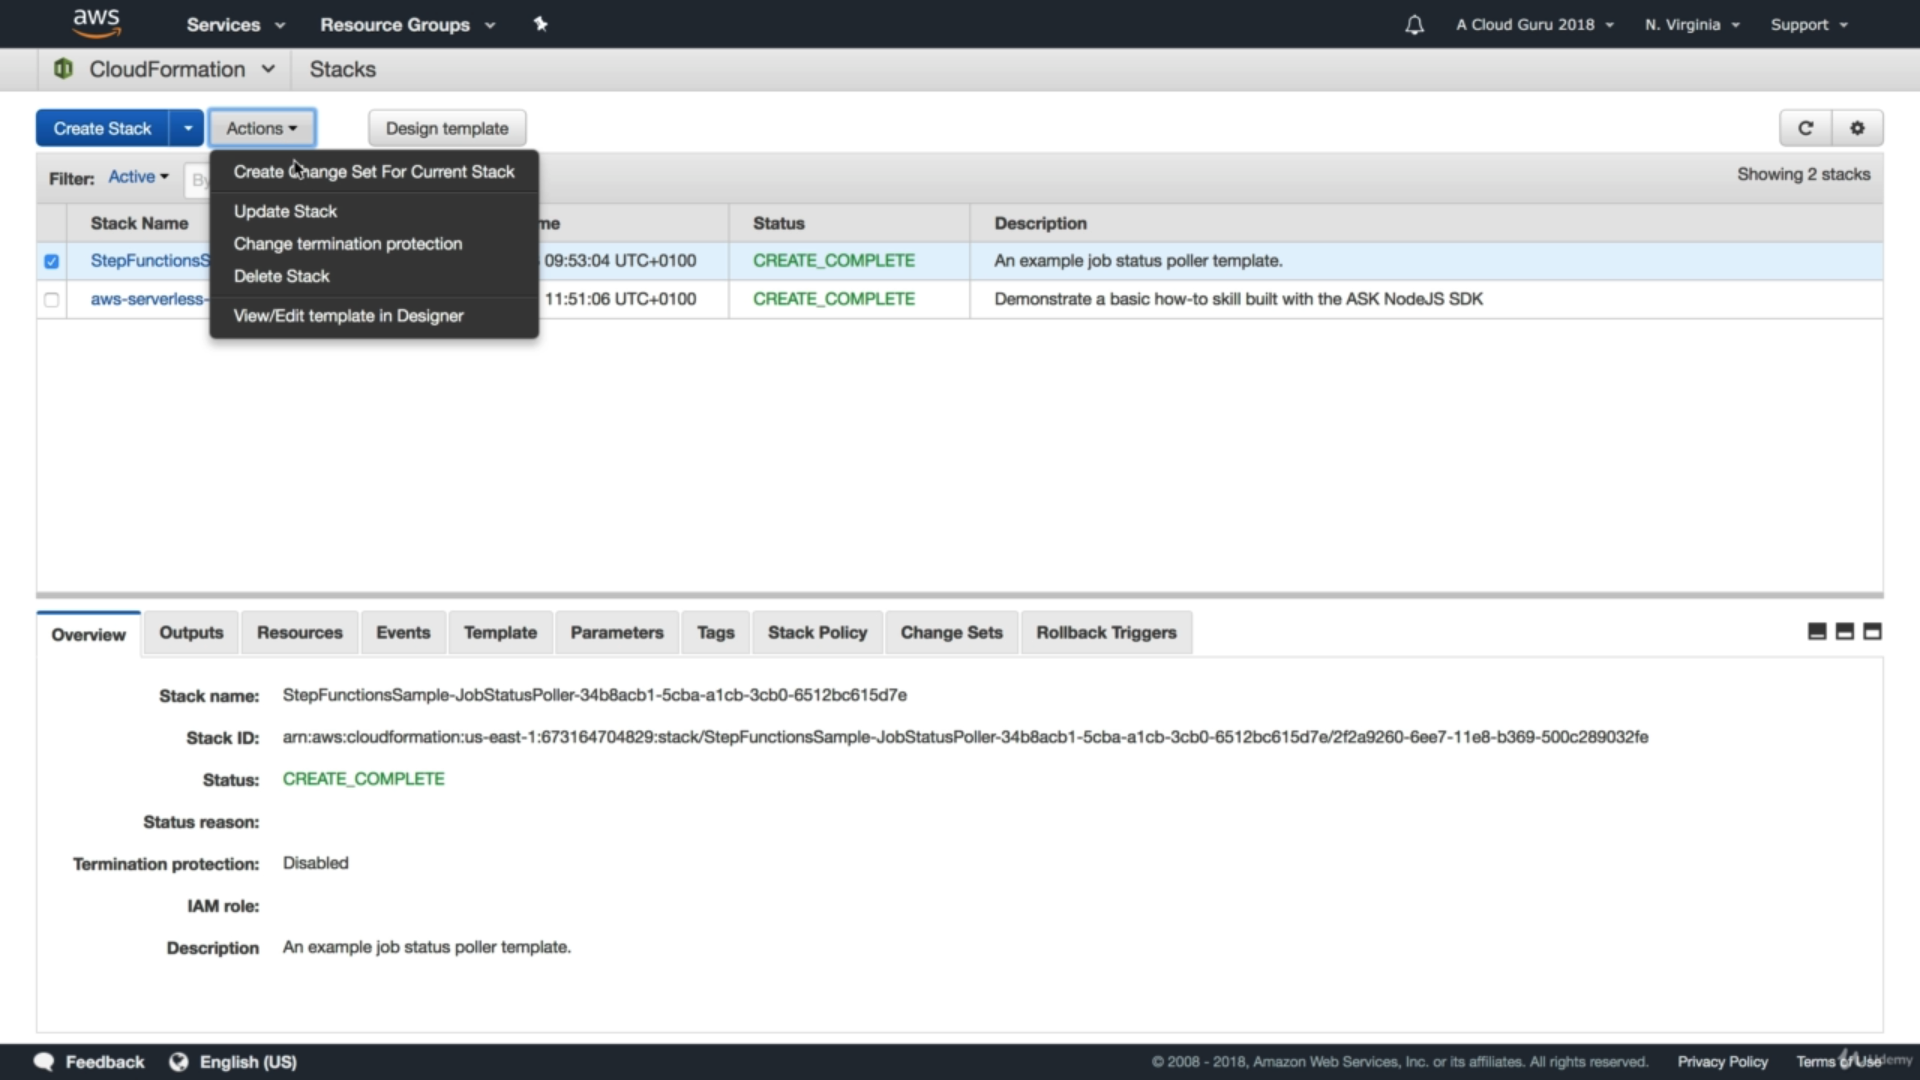 aws Services Resource Groups A Cloud Guru 2018 N. Virginia Support
CloudFormation Stacks
Create Stack Actions Design template
Create Change Set For Current Stack
Filter: Active By Showing 2 stacks
Update Stack
Stack Name me Status Description
Change termination protection
StepFunctionsS 09:53:04 UTC+0100 CREATE_COMPLETE An example job status poller template.
Delete Stack
aws-serverless- 11:51:06 UTC+0100 CREATE_COMPLETE Demonstrate a basic how-to skill built with the ASK NodeJS SDK
View/Edit template in Designer
Overview Outputs Resources Events Template Parameters Tags Stack Policy Change Sets Rollback Triggers
Stack name: StepFunctionsSample-JobStatusPoller-34b8acb1-5cba-a1cb-3cb0-6512bc615d7e
Stack ID: arn:aws:cloudformation:us-east-1:673164704829:stack/StepFunctionsSample-JobStatusPoller-34b8acb1-5cba-a1cb-3cb0-6512bc615d7e/2f2a9260-6ee7-11e8-b369-500c289032fe
Status: CREATE_COMPLETE
Status reason:
Termination protection: Disabled
IAM role:
Description An example job status poller template.
Feedback English (US) © 2008 - 2018, Amazon Web Services, Inc. or its affiliates. All rights reserved. Privacy Policy Terms of Use